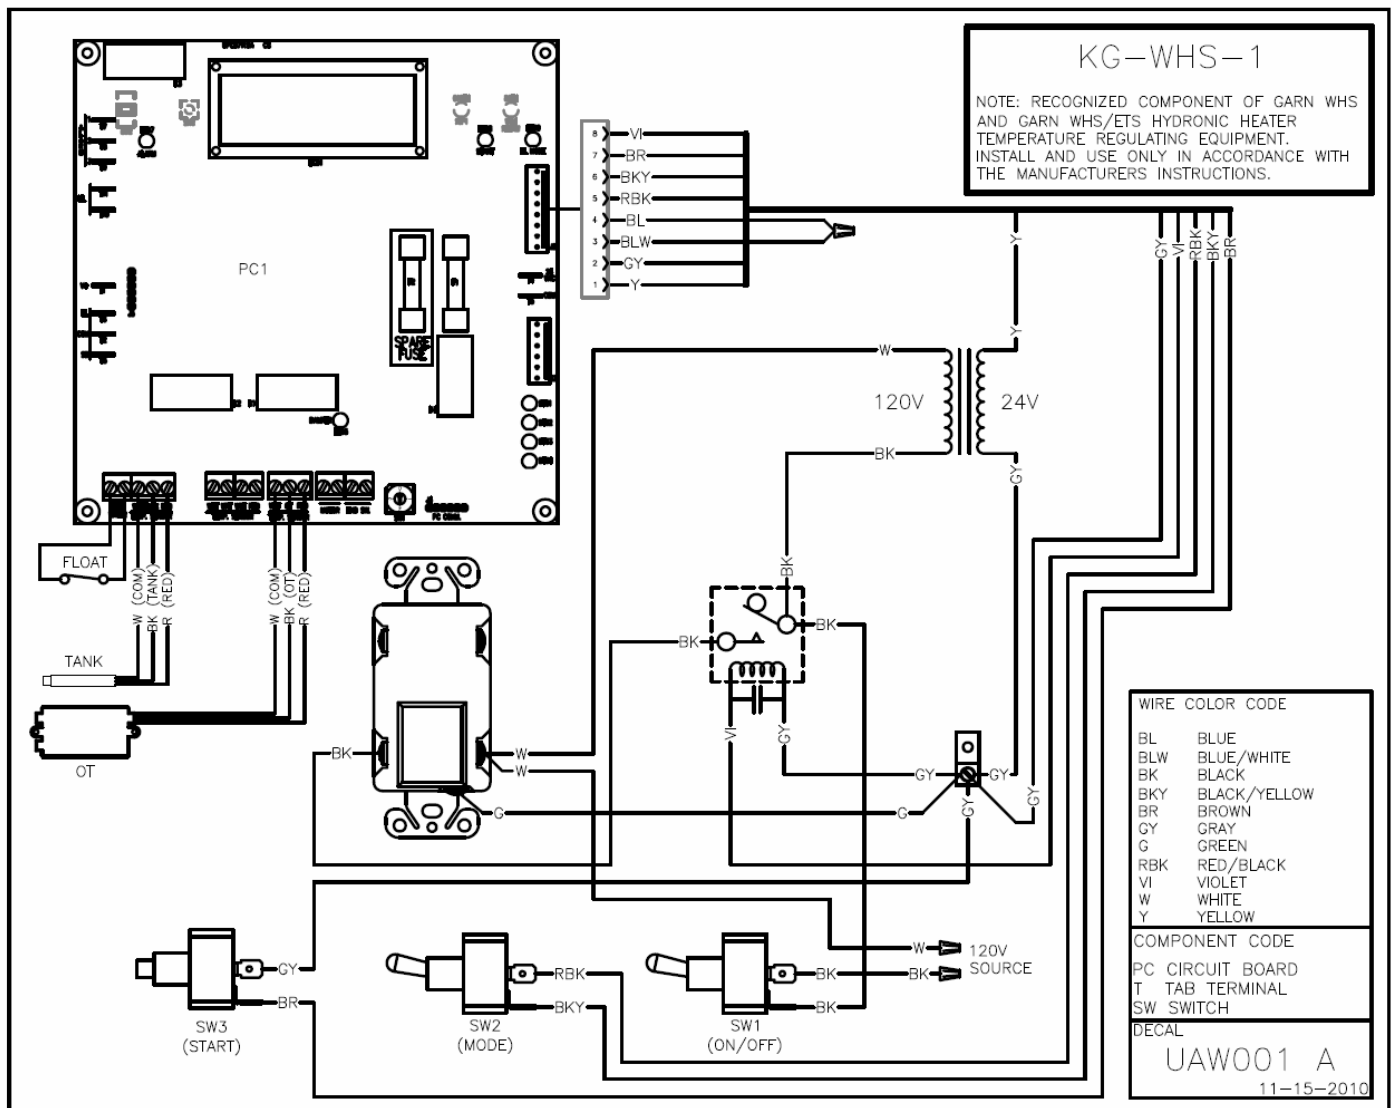 KG-WHS-1
NOTE: RECOGNIZED COMPONENT OF GARN WHS
AND GARN WHS/ETS HYDRONIC HEATER
TEMPERATURE REGULATING EQUIPMENT.
INSTALL AND USE ONLY IN ACCORDANCE WITH
THE MANUFACTURERS INSTRUCTIONS.
8 VI
7 BR
6 BKY
5 RBK
4 BL
3 BLW
2 GY
1 Y
PC1
SPARE
FUSE
Y
GY
VI
RBK
BKY
BR
Y
W
120V
24V
BK
GY
FLOAT
W (COM)
BK (TANK)
R (RED)
W (COM)
BK (OT)
R (RED)
TANK
OT
BK
BK
BK
VI
GY
BK
W
W
G
GY
GY
GY
GY
G
W
120V
SOURCE
BK
SW3
(START)
GY
BR
SW2
(MODE)
RBK
BKY
SW1
(ON/OFF)
BK
BK
WIRE COLOR CODE
BL BLUE
BLW BLUE/WHITE
BK BLACK
BKY BLACK/YELLOW
BR BROWN
GY GRAY
G GREEN
RBK RED/BLACK
VI VIOLET
W WHITE
Y YELLOW
COMPONENT CODE
PC CIRCUIT BOARD
T TAB TERMINAL
SW SWITCH
DECAL
UAW001 A
11-15-2010